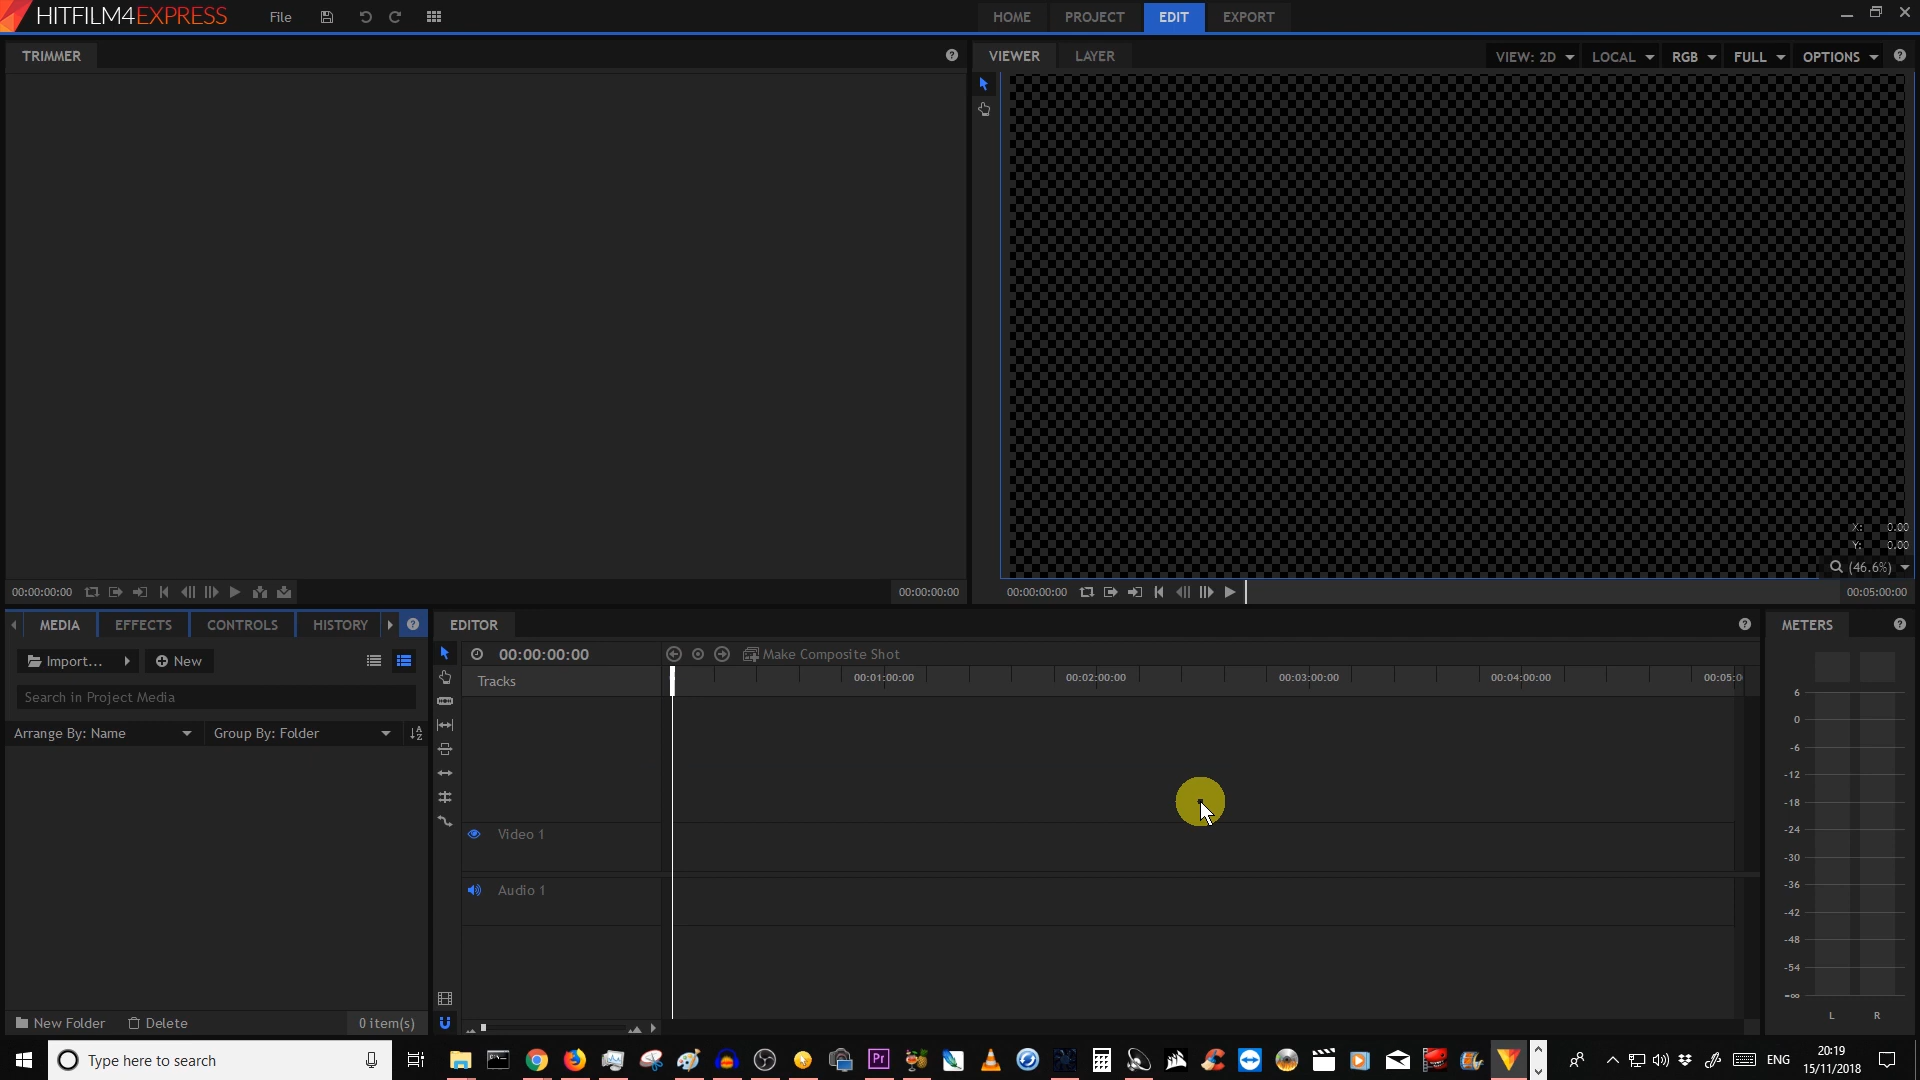 HITFILM4EXPRESS File HOME PROJECT EDIT EXPORT
TRIMMER
VIEWER LAYER VIEW: 2D LOCAL RGB FULL OPTIONS
X: 0.00
Y: 0.00
(46.6%)
00:00:00:00 00:00:00:00
00:00:00:00 00:05:00:00
MEDIA EFFECTS CONTROLS HISTORY
Import... New
Search in Project Media
Arrange By: Name Group By: Folder
New Folder Delete 0 item(s)
EDITOR
00:00:00:00 Make Composite Shot
Tracks 00:01:00:00 00:02:00:00 00:03:00:00 00:04:00:00 00:05:0
Video 1
Audio 1
METERS
6
0
-6
-12
-18
-24
-30
-36
-42
-48
-54
-∞
L R
Type here to search
Pr
ENG
20:19
15/11/2018